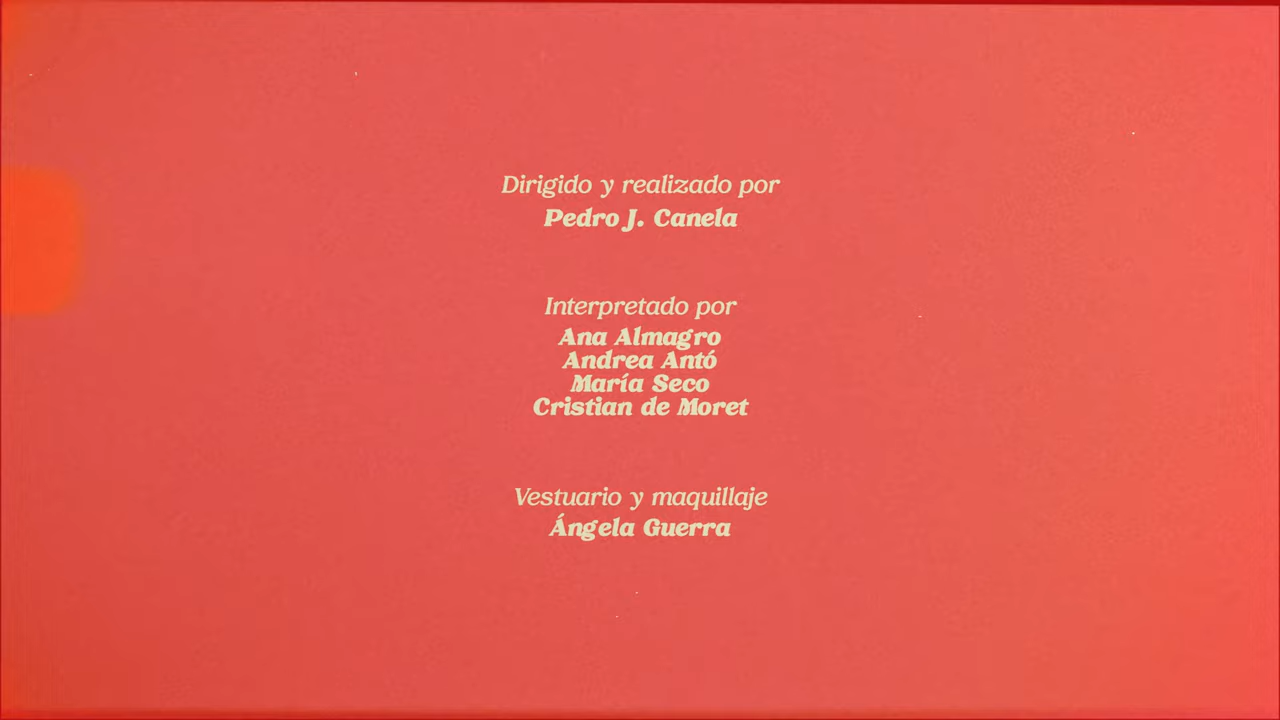 Dirigido y realizado por
Pedro J. Canela
Interpretado por
Ana Almagro
Andrea Antó
María Seco
Cristian de Moret
Vestuario y maquillaje
Ángela Guerra